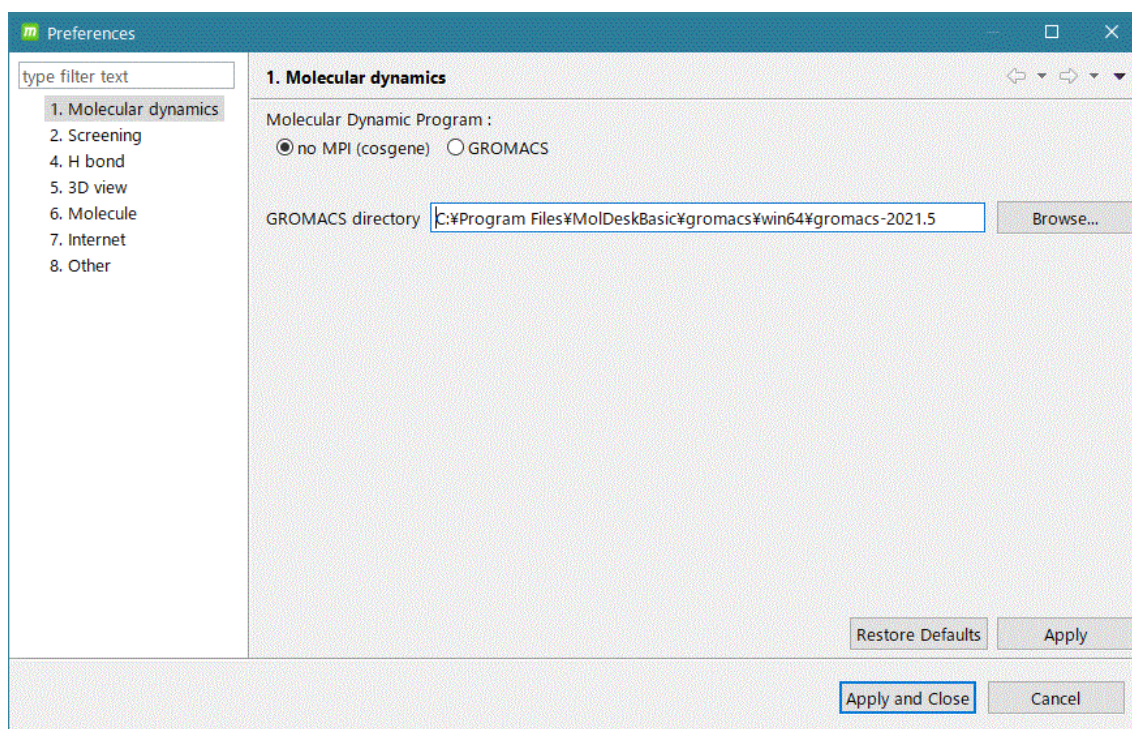 Preferences
type filter text
1. Molecular dynamics
2. Screening
4. H bond
5. 3D view
6. Molecule
7. Internet
8. Other
1. Molecular dynamics
Molecular Dynamic Program :
no MPI (cosgene) GROMACS
GROMACS directory C:¥Program Files¥MolDeskBasic¥gromacs¥win64¥gromacs-2021.5 Browse...
Restore Defaults Apply
Apply and Close Cancel